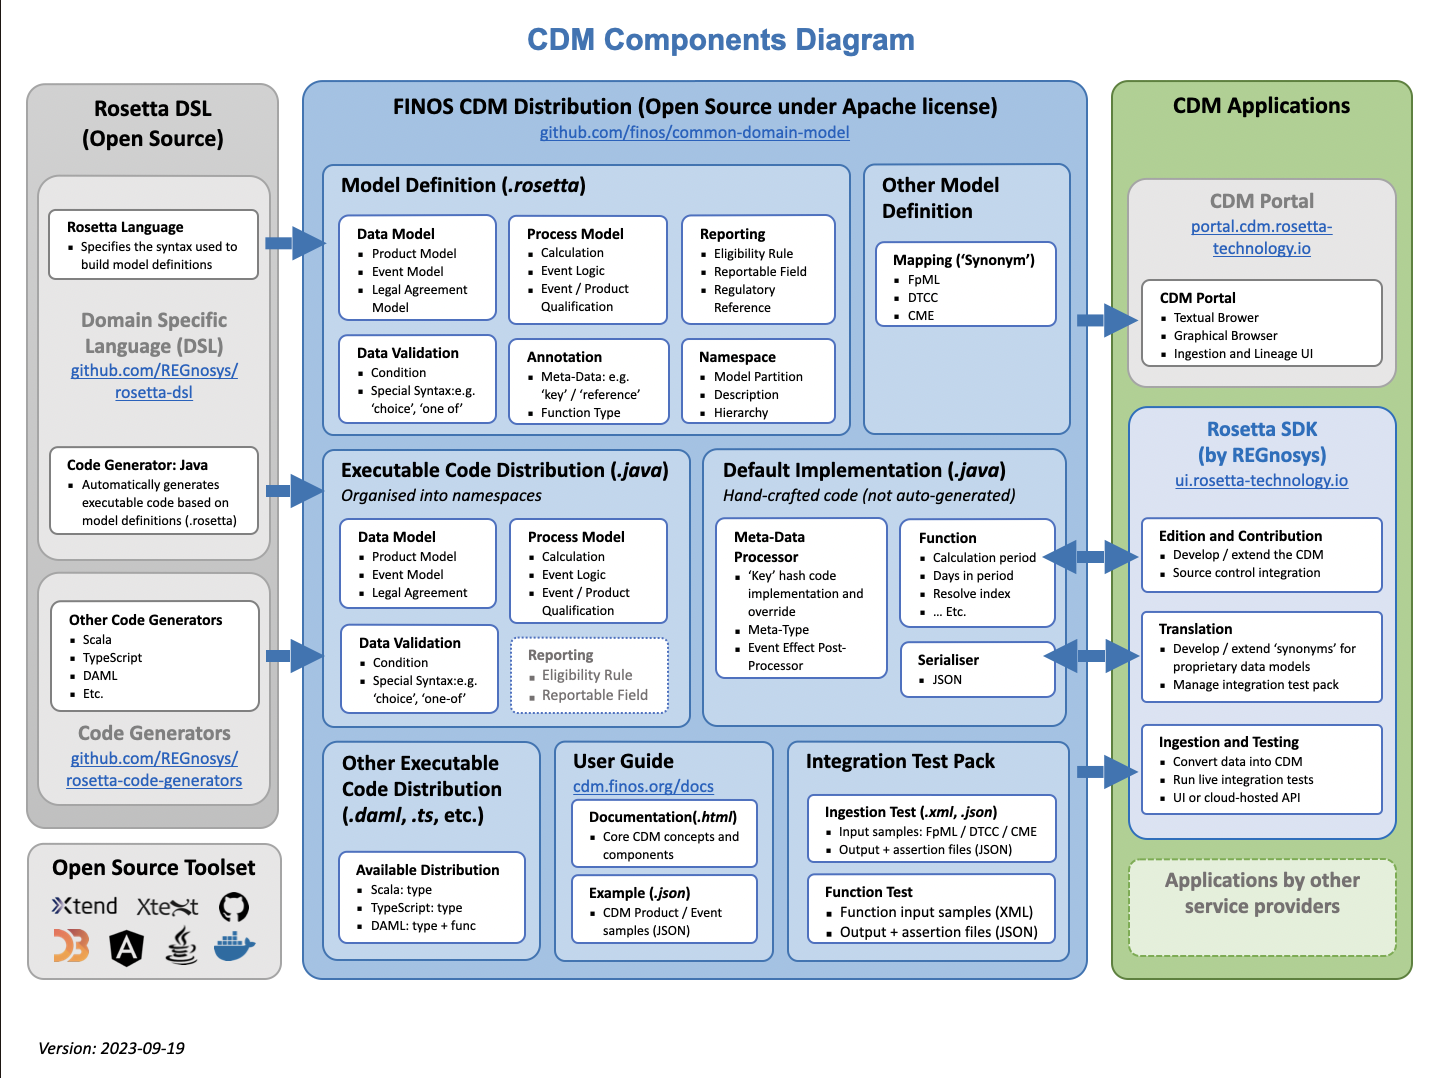 CDM Components Diagram
Rosetta DSL
(Open Source)
Rosetta Language
▪ Specifies the syntax used to
build model definitions
Domain Specific
Language (DSL)
github.com/REGnosys/
rosetta-dsl
Code Generator: Java
▪ Automatically generates
executable code based on
model definitions (.rosetta)
Other Code Generators
▪ Scala
▪ TypeScript
▪ DAML
▪ Etc.
Code Generators
github.com/REGnosys/
rosetta-code-generators
Open Source Toolset
Xtend
Xtext
D3
A
Java
FINOS CDM Distribution (Open Source under Apache license)
github.com/finos/common-domain-model
Model Definition (.rosetta)
Data Model
▪ Product Model
▪ Event Model
▪ Legal Agreement
Model
Process Model
▪ Calculation
▪ Event Logic
▪ Event / Product
Qualification
Reporting
▪ Eligibility Rule
▪ Reportable Field
▪ Regulatory
Reference
Data Validation
▪ Condition
▪ Special Syntax:e.g.
‘choice’, ‘one of’
Annotation
▪ Meta-Data: e.g.
‘key’ / ‘reference’
▪ Function Type
Namespace
▪ Model Partition
▪ Description
▪ Hierarchy
Other Model
Definition
Mapping (‘Synonym’)
▪ FpML
▪ DTCC
▪ CME
Executable Code Distribution (.java)
Organised into namespaces
Data Model
▪ Product Model
▪ Event Model
▪ Legal Agreement
Process Model
▪ Calculation
▪ Event Logic
▪ Event / Product
Qualification
Data Validation
▪ Condition
▪ Special Syntax:e.g.
‘choice’, ‘one-of’
Reporting
▪ Eligibility Rule
▪ Reportable Field
Default Implementation (.java)
Hand-crafted code (not auto-generated)
Meta-Data
Processor
▪ ‘Key’ hash code
implementation and
override
▪ Meta-Type
▪ Event Effect Post-
Processor
Function
▪ Calculation period
▪ Days in period
▪ Resolve index
▪ ... Etc.
Serialiser
▪ JSON
Other Executable
Code Distribution
(.daml, .ts, etc.)
Available Distribution
▪ Scala: type
▪ TypeScript: type
▪ DAML: type + func
User Guide
cdm.finos.org/docs
Documentation(.html)
▪ Core CDM concepts and
components
Example (.json)
▪ CDM Product / Event
samples (JSON)
Integration Test Pack
Ingestion Test (.xml, .json)
▪ Input samples: FpML / DTCC / CME
▪ Output + assertion files (JSON)
Function Test
▪ Function input samples (XML)
▪ Output + assertion files (JSON)
CDM Applications
CDM Portal
portal.cdm.rosetta-
technology.io
CDM Portal
▪ Textual Brower
▪ Graphical Browser
▪ Ingestion and Lineage UI
Rosetta SDK
(by REGnosys)
ui.rosetta-technology.io
Edition and Contribution
▪ Develop / extend the CDM
▪ Source control integration
Translation
▪ Develop / extend ‘synonyms’ for
proprietary data models
▪ Manage integration test pack
Ingestion and Testing
▪ Convert data into CDM
▪ Run live integration tests
▪ UI or cloud-hosted API
Applications by other
service providers
Version: 2023-09-19